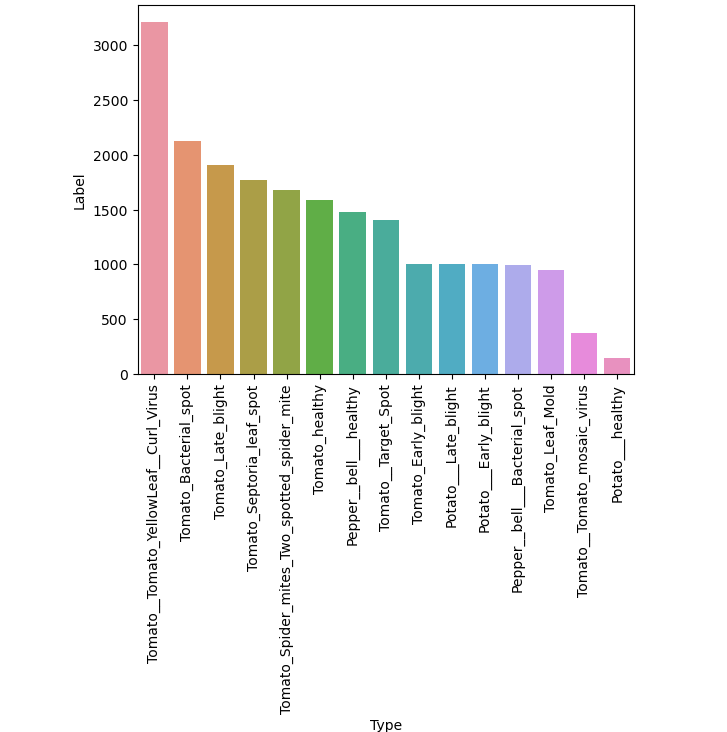 3000
2500
2000
1500
1000
500
0
Label
Tomato__Tomato_YellowLeaf__Curl_Virus
Tomato_Bacterial_spot
Tomato_Late_blight
Tomato_Septoria_leaf_spot
Tomato_Spider_mites_Two_spotted_spider_mite
Tomato_healthy
Pepper__bell___healthy
Tomato__Target_Spot
Tomato_Early_blight
Potato___Late_blight
Potato___Early_blight
Pepper__bell___Bacterial_spot
Tomato_Leaf_Mold
Tomato__Tomato_mosaic_virus
Potato___healthy
Type